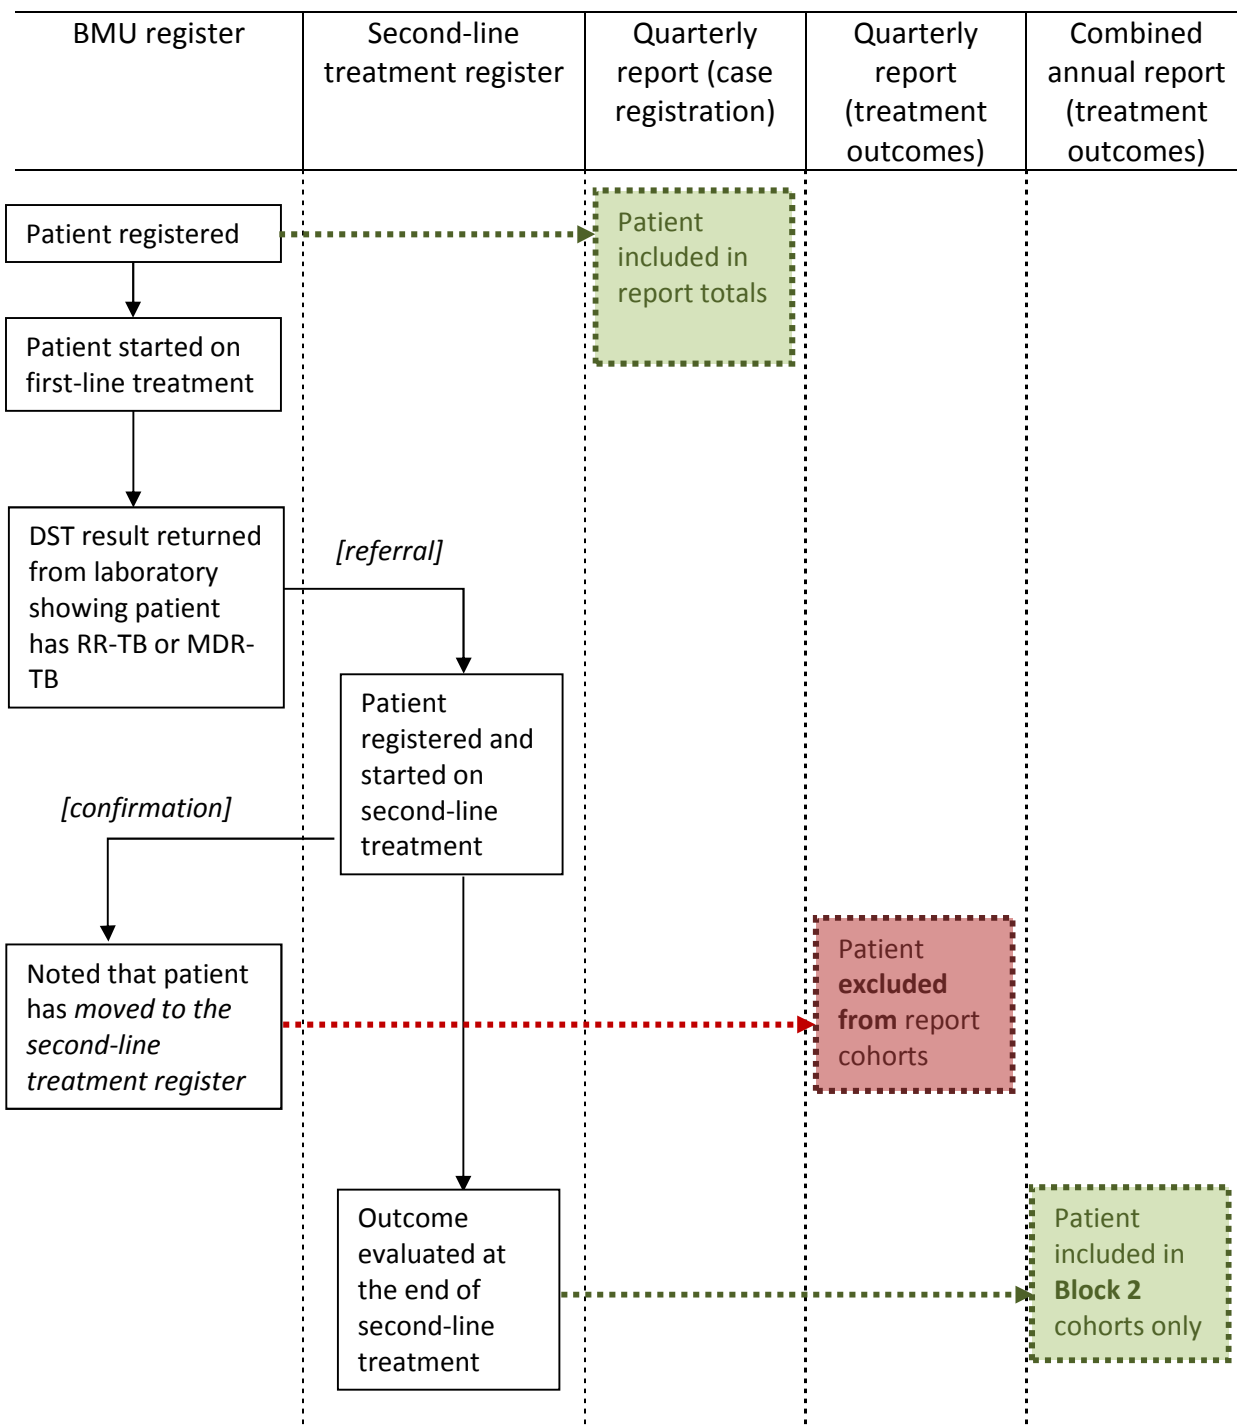 BMU register
Second-line
treatment register
Quarterly
report (case
registration)
Quarterly
report
(treatment
outcomes)
Combined
annual report
(treatment
outcomes)
Patient registered
Patient
included in
report totals
Patient started on
first-line treatment
DST result returned
from laboratory
showing patient
has RR-TB or MDR-
TB
[referral]
Patient
registered and
started on
second-line
treatment
[confirmation]
Noted that patient
has moved to the
second-line
treatment register
Patient
excluded
from report
cohorts
Outcome
evaluated at
the end of
second-line
treatment
Patient
included in
Block 2
cohorts only